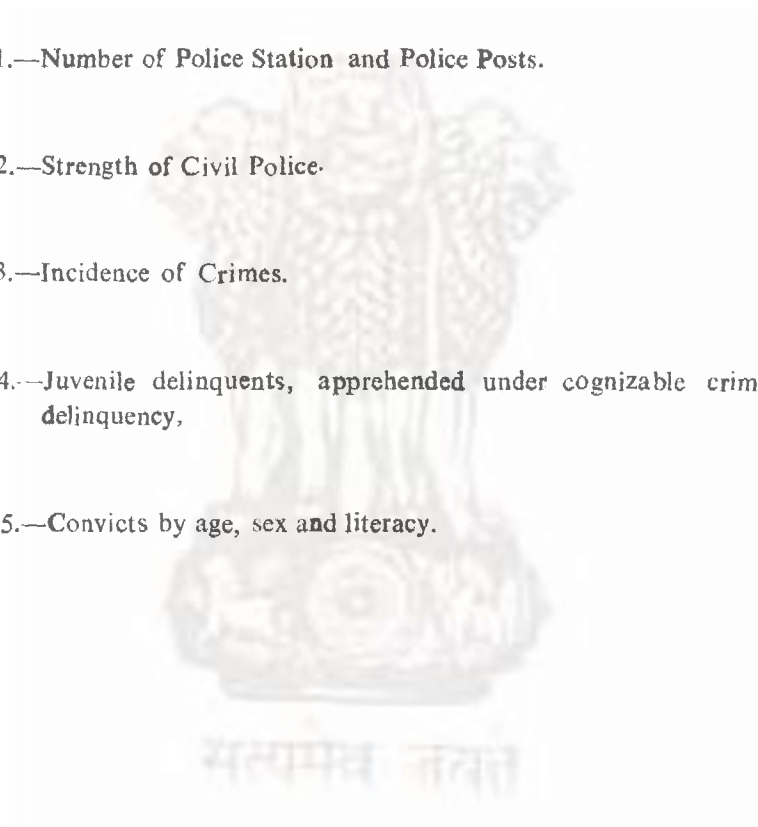 1.—Number of Police Station and Police Posts.
2.—Strength of Civil Police.
3.—Incidence of Crimes.
4.—Juvenile delinquents, apprehended under cognizable crim
delinquency,
5.—Convicts by age, sex and literacy.
सत्यमेव जयते